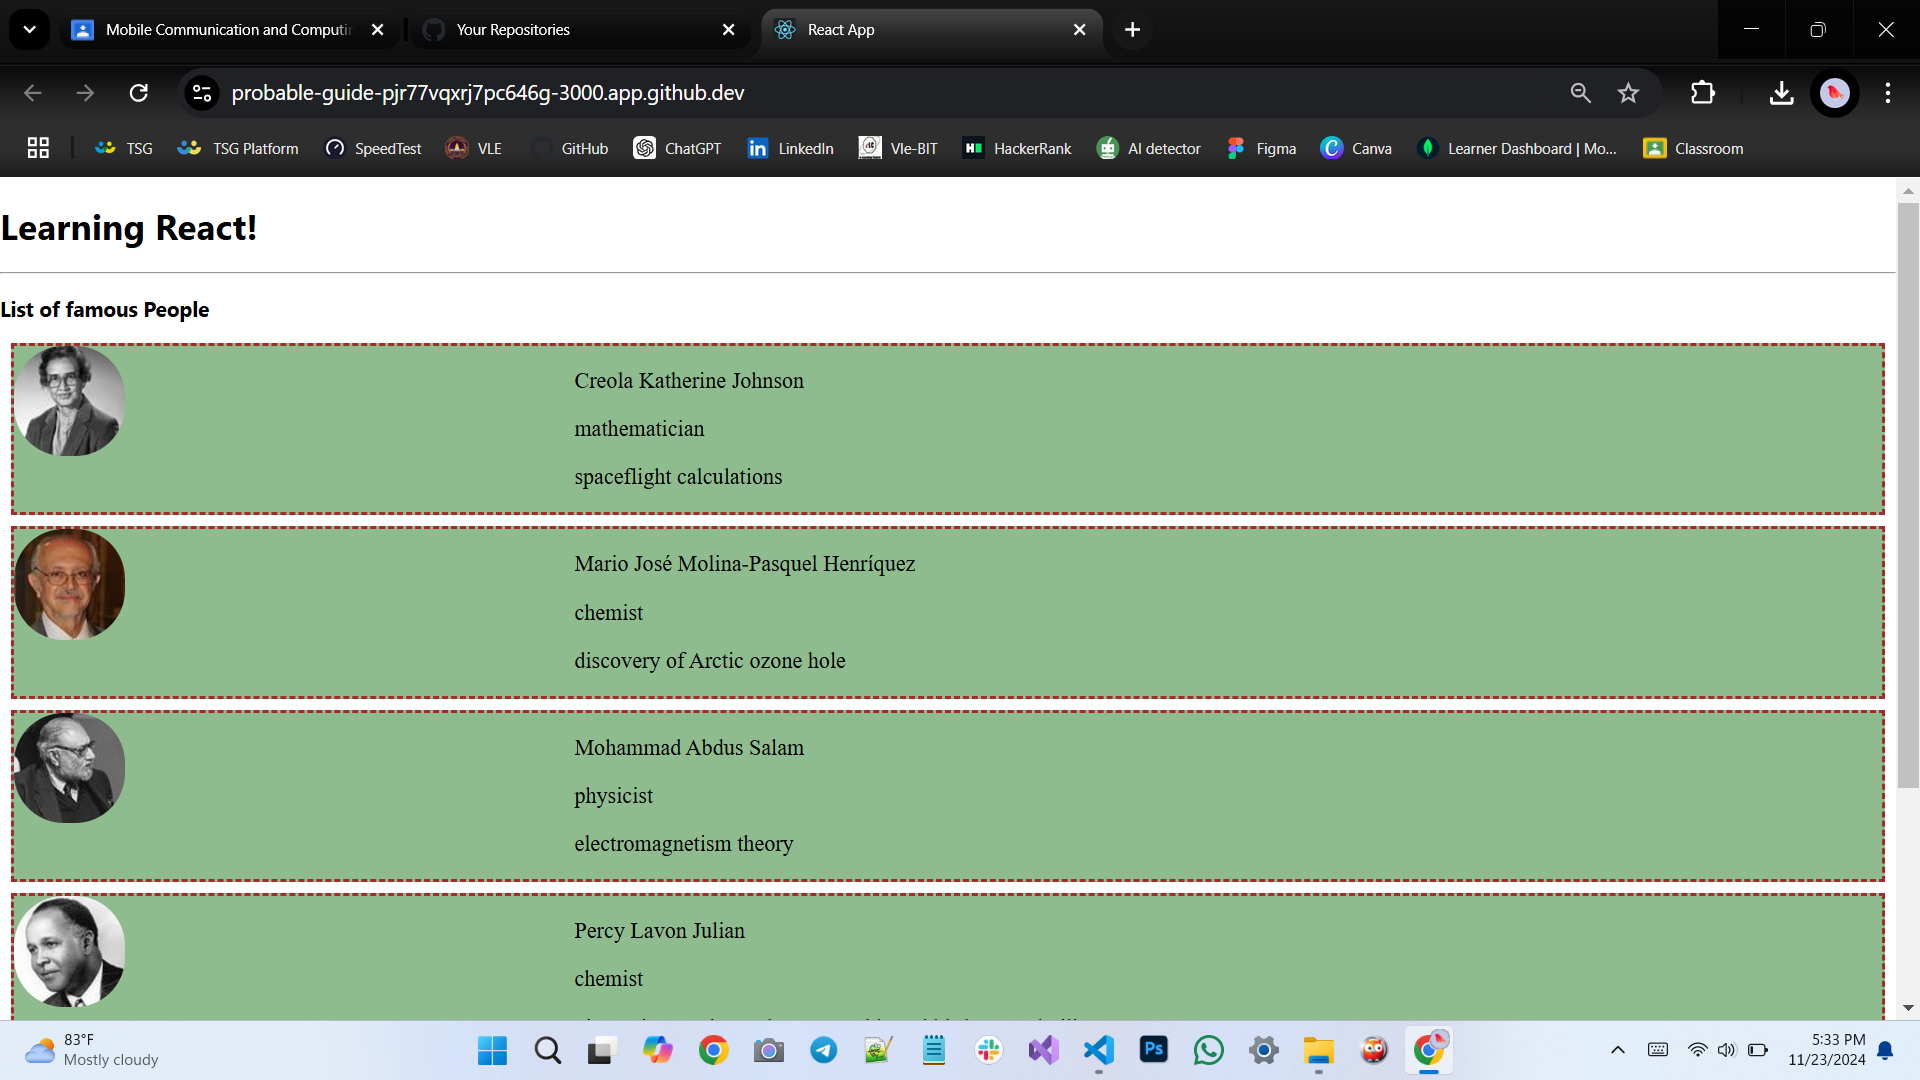 Mobile Communication and Computin
Your Repositories
React App
probable-guide-pjr77vqxrj7pc646g-3000.app.github.dev
TSG
TSG Platform
SpeedTest
VLE
GitHub
ChatGPT
LinkedIn
Vle-BIT
HackerRank
AI detector
Figma
Canva
Learner Dashboard | Mo...
Classroom
Learning React!
List of famous People
Creola Katherine Johnson
mathematician
spaceflight calculations
Mario José Molina-Pasquel Henríquez
chemist
discovery of Arctic ozone hole
Mohammad Abdus Salam
physicist
electromagnetism theory
Percy Lavon Julian
chemist
83°F
Mostly cloudy
5:33 PM
11/23/2024